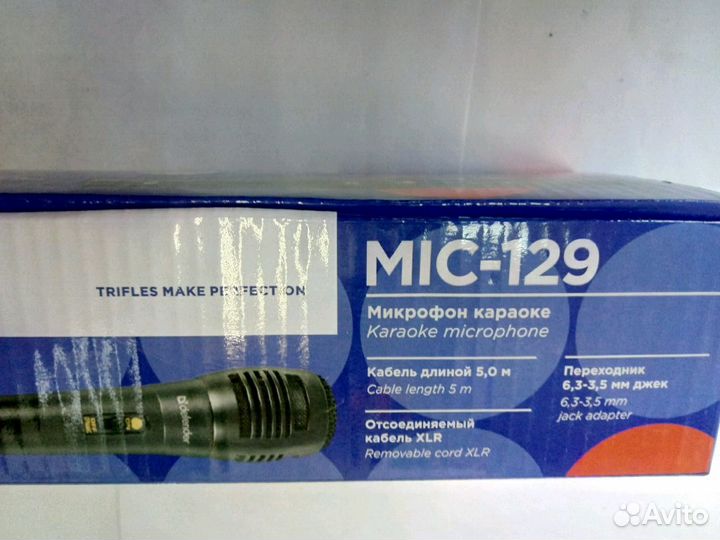 TRIFLES MAKE PERFECTION
defender
MIC-129
Микрофон караоке
Karaoke microphone
Кабель длиной 5,0 м
Cable length 5 m
Отсоединяемый
кабель XLR
Removable cord XLR
Переходник
6,3-3,5 мм джек
6,3-3,5 mm
jack adapter
Avito